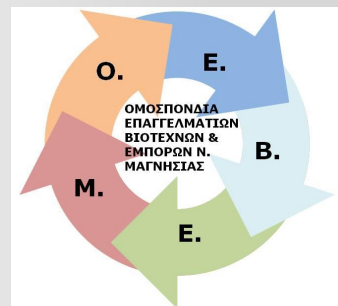 Ο.
Ε.
Β.
Ε.
Μ.
ΟΜΟΣΠΟΝΔΙΑ
ΕΠΑΓΓΕΛΜΑΤΙΩΝ
ΒΙΟΤΕΧΝΩΝ &
ΕΜΠΟΡΩΝ Ν.
ΜΑΓΝΗΣΙΑΣ